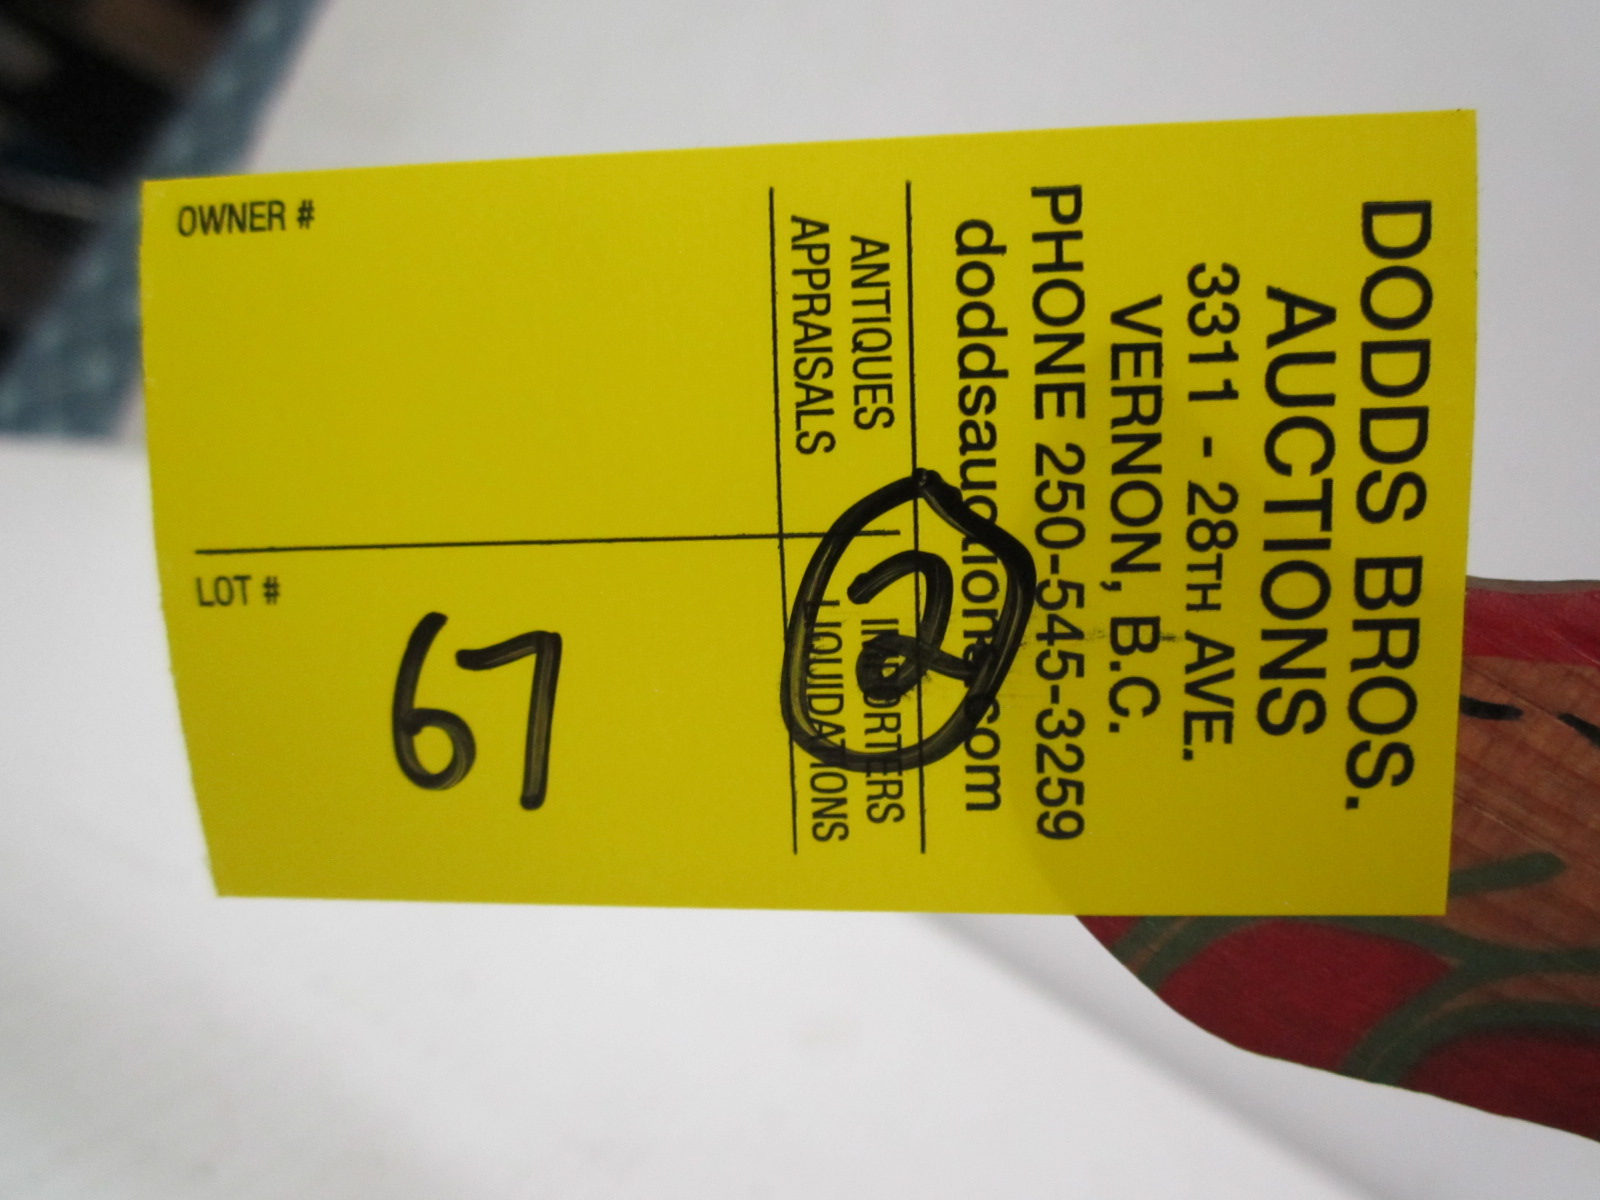 DODDS BROS.
AUCTIONS
3311 - 28TH AVE.
VERNON, B.C.
PHONE 250-545-3259
doddsauctions.com
ANTIQUES IMPORTERS
APPRAISALS LIQUIDATIONS
2
OWNER #
LOT #
67